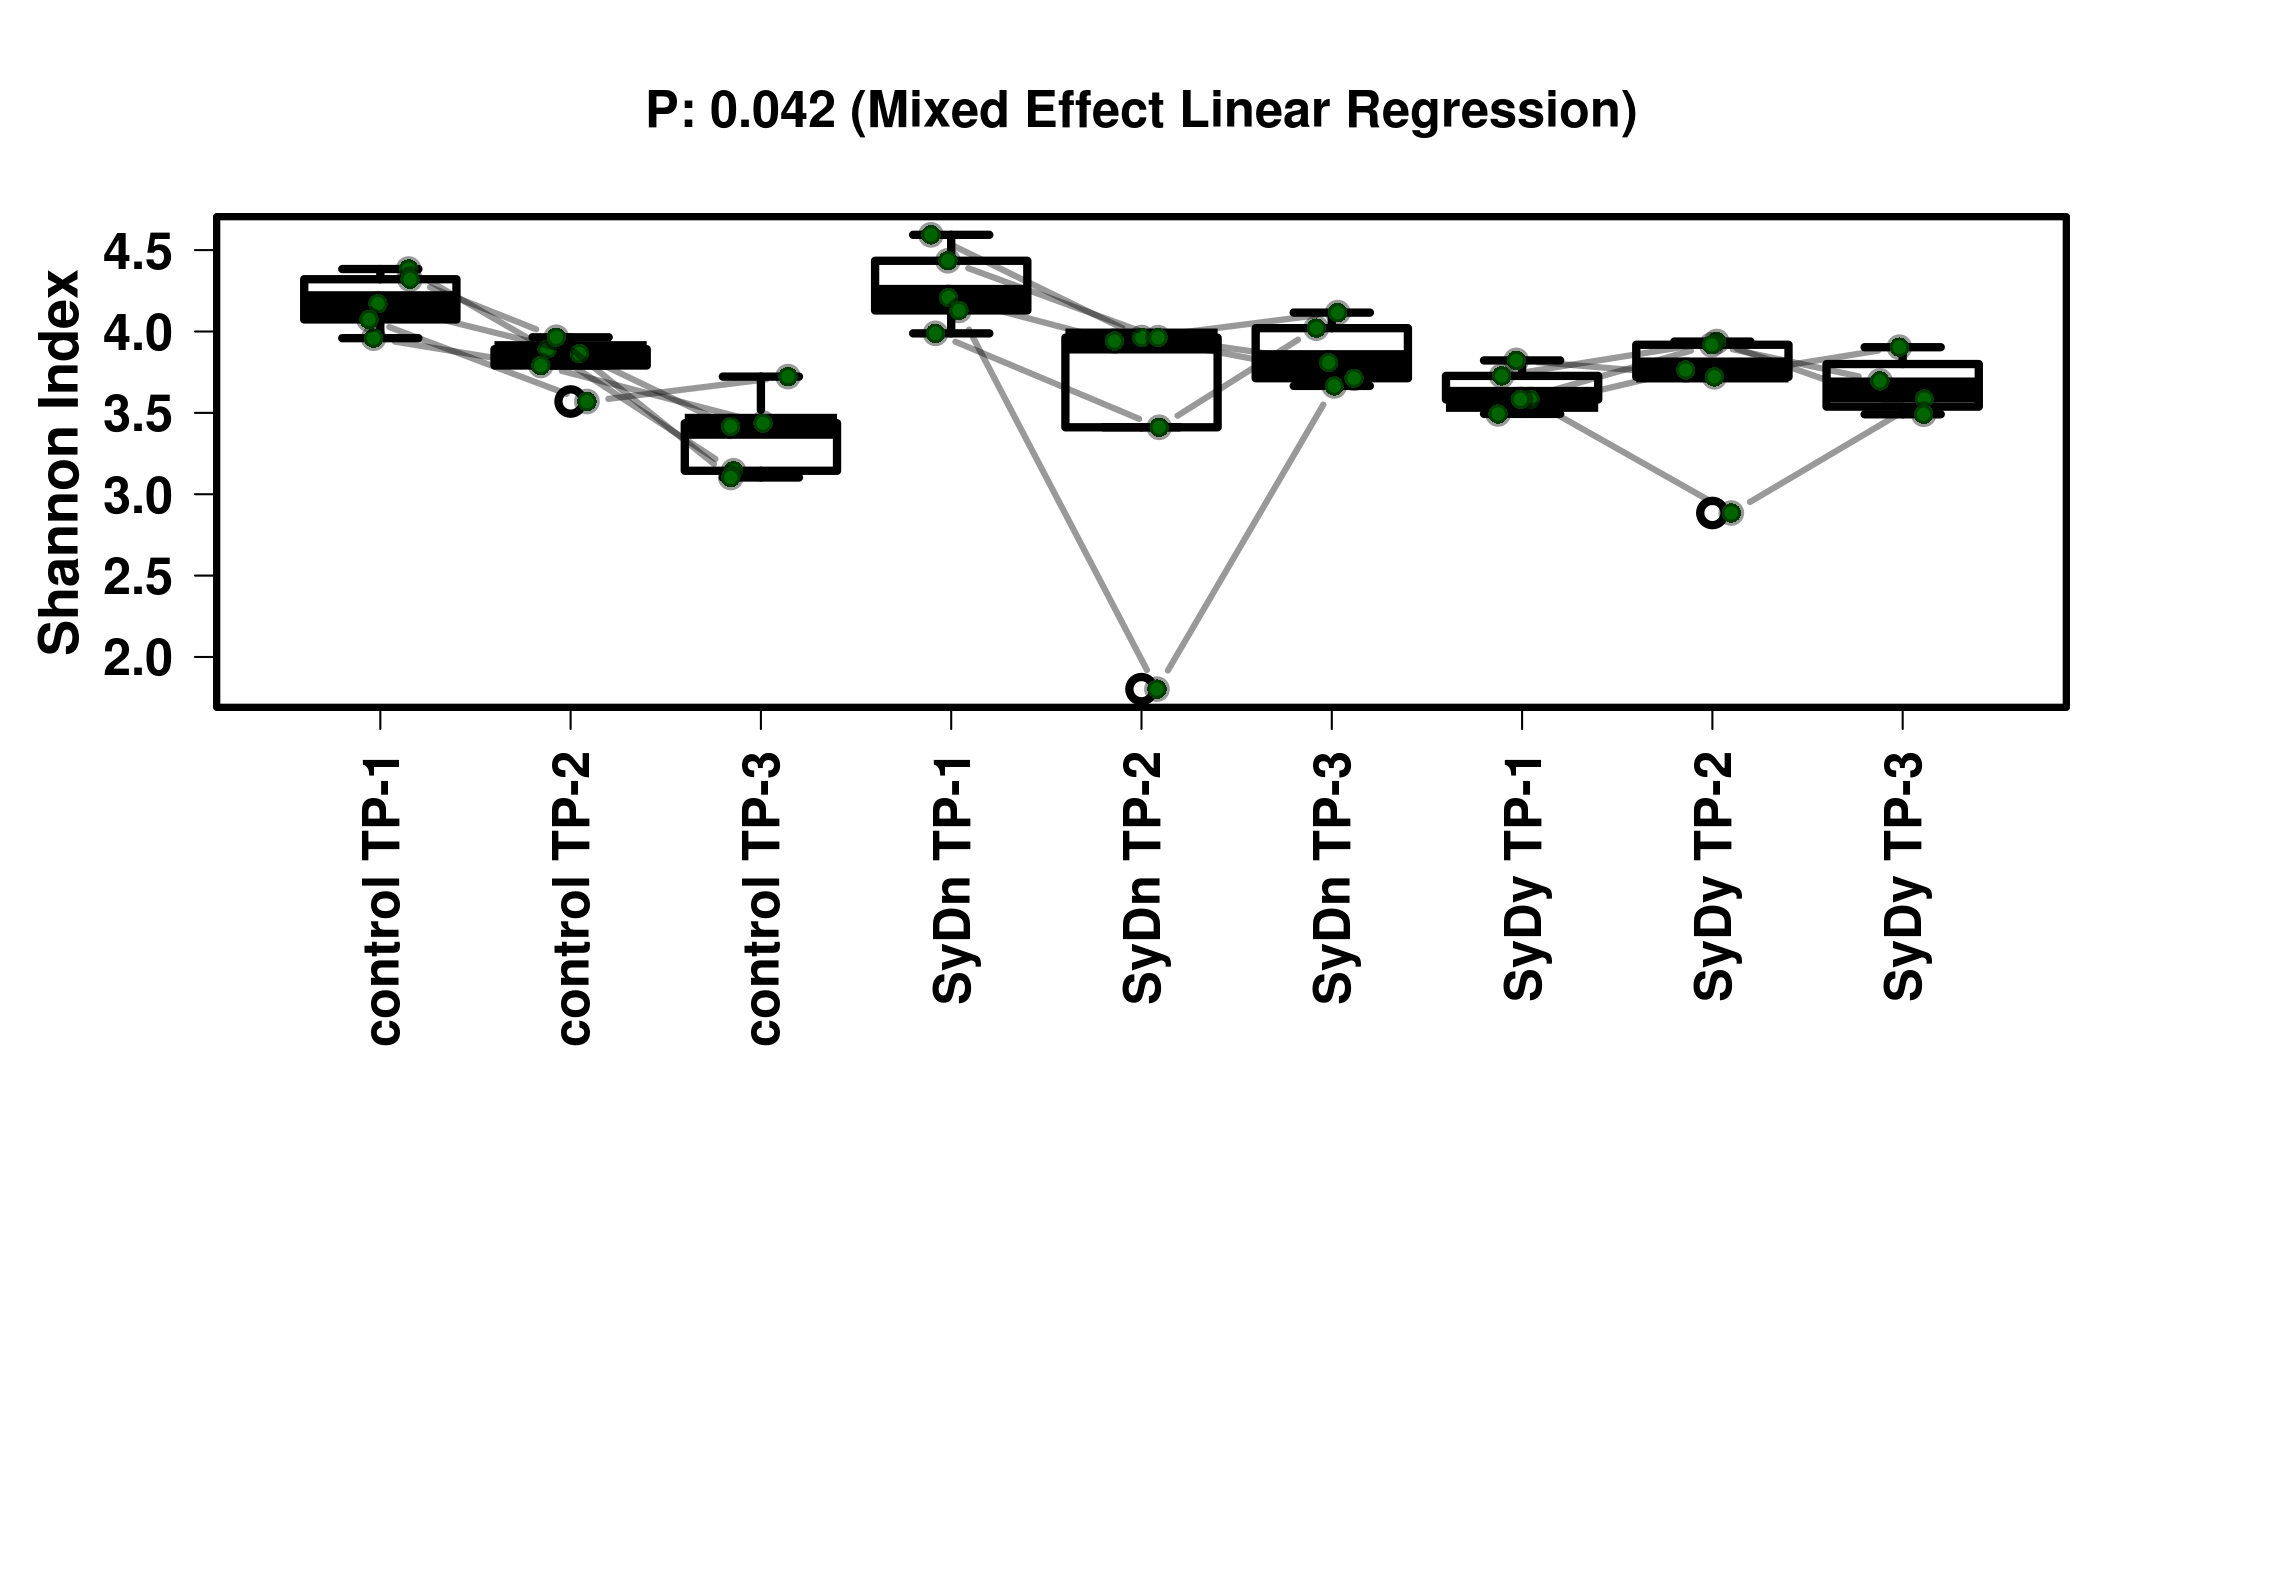 P: 0.042 (Mixed Effect Linear Regression)
Shannon Index
4.5
4.0
3.5
3.0
2.5
2.0
control TP-1
control TP-2
control TP-3
SyDn TP-1
SyDn TP-2
SyDn TP-3
SyDy TP-1
SyDy TP-2
SyDy TP-3